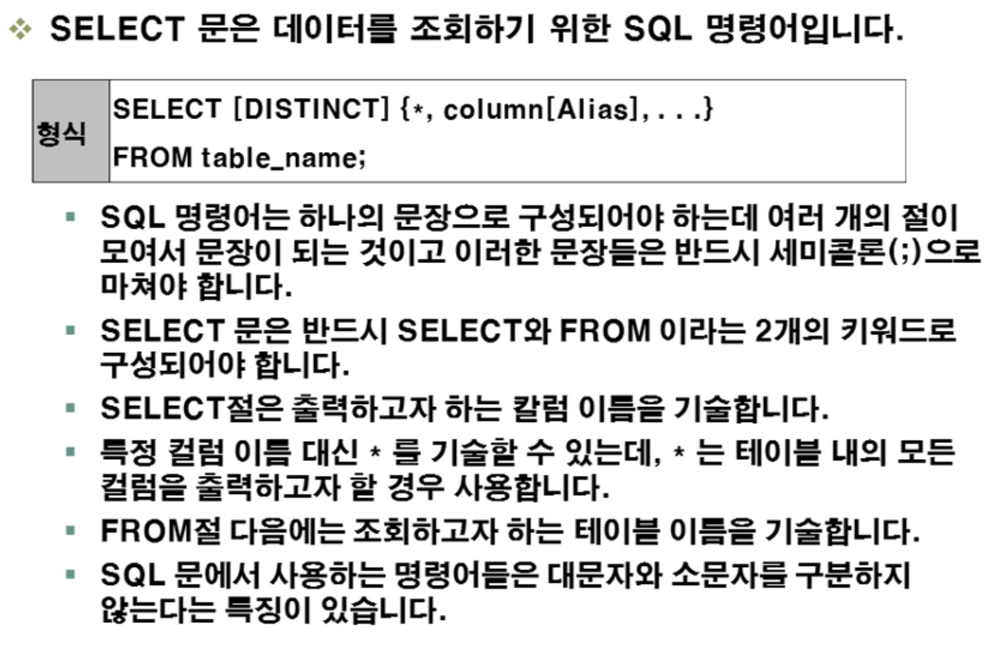 SELECT 문은 데이터를 조회하기 위한 SQL 명령어입니다.
형식
SELECT [DISTINCT] {*, column[Alias], . . .}
FROM table_name;
SQL 명령어는 하나의 문장으로 구성되어야 하는데 여러 개의 절이
모여서 문장이 되는 것이고 이러한 문장들은 반드시 세미콜론(;)으로
마쳐야 합니다.
SELECT 문은 반드시 SELECT와 FROM 이라는 2개의 키워드로
구성되어야 합니다.
SELECT절은 출력하고자 하는 칼럼 이름을 기술합니다.
특정 컬럼 이름 대신 * 를 기술할 수 있는데, * 는 테이블 내의 모든
컬럼을 출력하고자 할 경우 사용합니다.
FROM절 다음에는 조회하고자 하는 테이블 이름을 기술합니다.
SQL 문에서 사용하는 명령어들은 대문자와 소문자를 구분하지
않는다는 특징이 있습니다.